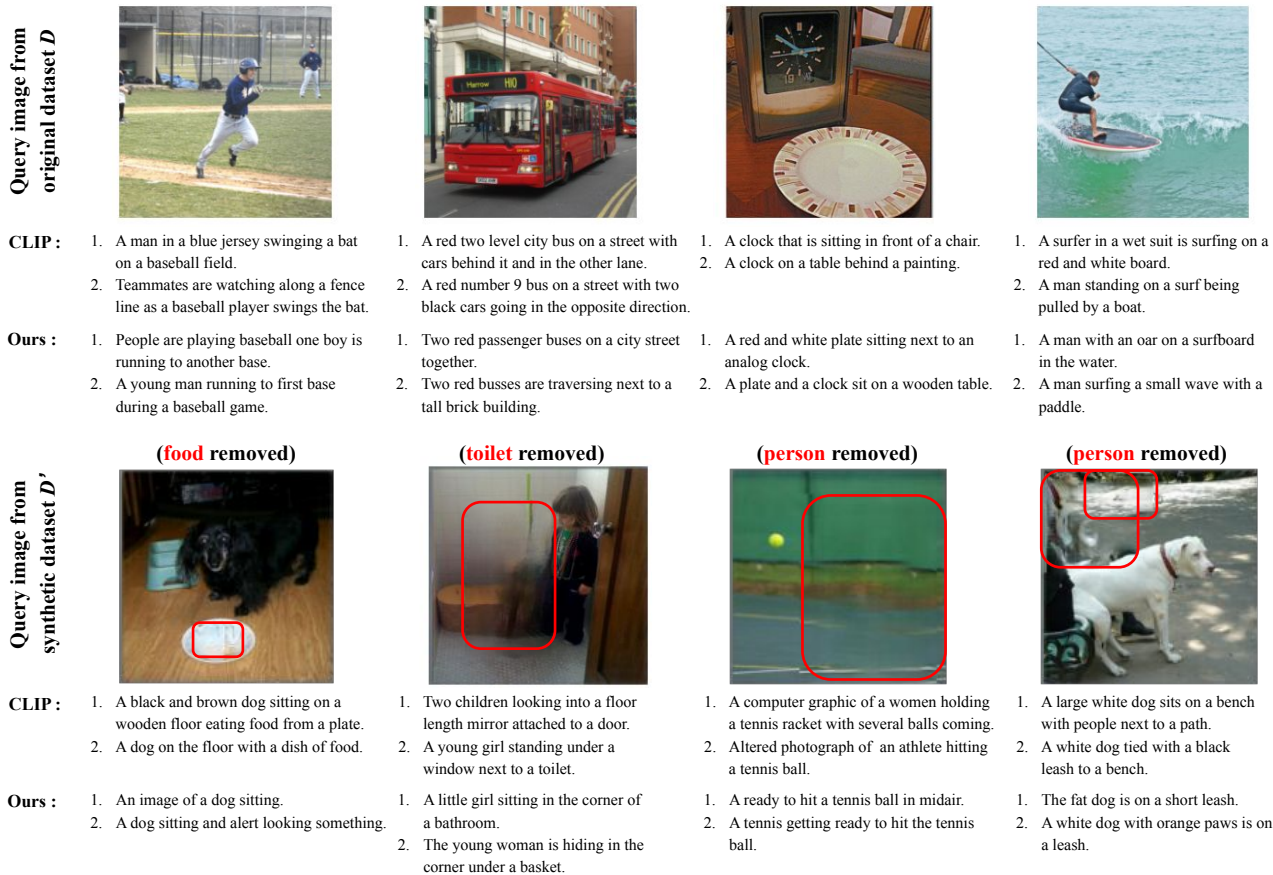 Query image from
original dataset D
Harrow H10
CLIP :
1. A man in a blue jersey swinging a bat
on a baseball field.
2. Teammates are watching along a fence
line as a baseball player swings the bat.
1. A red two level city bus on a street with
cars behind it and in the other lane.
2. A red number 9 bus on a street with two
black cars going in the opposite direction.
1. A clock that is sitting in front of a chair.
2. A clock on a table behind a painting.
1. A surfer in a wet suit is surfing on a
red and white board.
2. A man standing on a surf being
pulled by a boat.
Ours :
1. People are playing baseball one boy is
running to another base.
2. A young man running to first base
during a baseball game.
1. Two red passenger buses on a city street
together.
2. Two red busses are traversing next to a
tall brick building.
1. A red and white plate sitting next to an
analog clock.
2. A plate and a clock sit on a wooden table.
1. A man with an oar on a surfboard
in the water.
2. A man surfing a small wave with a
paddle.
Query image from
synthetic dataset D'
(food removed)
(toilet removed)
(person removed)
(person removed)
CLIP :
1. A black and brown dog sitting on a
wooden floor eating food from a plate.
2. A dog on the floor with a dish of food.
1. Two children looking into a floor
length mirror attached to a door.
2. A young girl standing under a
window next to a toilet.
1. A computer graphic of a women holding
a tennis racket with several balls coming.
2. Altered photograph of an athlete hitting
a tennis ball.
1. A large white dog sits on a bench
with people next to a path.
2. A white dog tied with a black
leash to a bench.
Ours :
1. An image of a dog sitting.
2. A dog sitting and alert looking something.
1. A little girl sitting in the corner of
a bathroom.
2. The young woman is hiding in the
corner under a basket.
1. A ready to hit a tennis ball in midair.
2. A tennis getting ready to hit the tennis
ball.
1. The fat dog is on a short leash.
2. A white dog with orange paws is on
a leash.